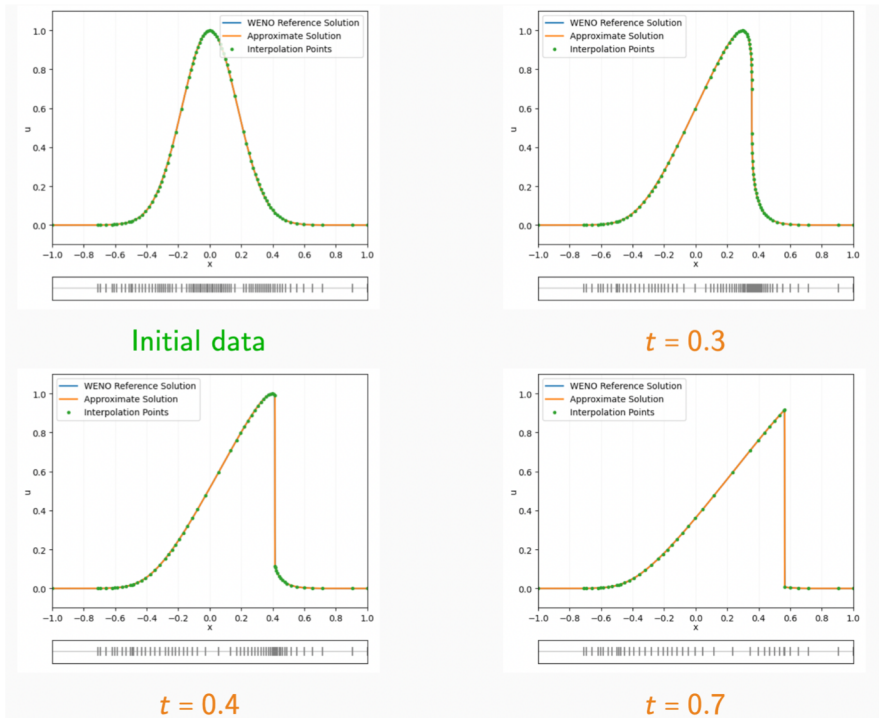 WENO Reference Solution
Approximate Solution
Interpolation Points
1.0
0.8
0.6
0.4
0.2
0.0
u
−1.0 −0.8 −0.6 −0.4 −0.2 0.0 0.2 0.4 0.6 0.8 1.0
x
Initial data
WENO Reference Solution
Approximate Solution
Interpolation Points
1.0
0.8
0.6
0.4
0.2
0.0
u
−1.0 −0.8 −0.6 −0.4 −0.2 0.0 0.2 0.4 0.6 0.8 1.0
x
t = 0.3
WENO Reference Solution
Approximate Solution
Interpolation Points
1.0
0.8
0.6
0.4
0.2
0.0
u
−1.0 −0.8 −0.6 −0.4 −0.2 0.0 0.2 0.4 0.6 0.8 1.0
x
t = 0.4
WENO Reference Solution
Approximate Solution
Interpolation Points
1.0
0.8
0.6
0.4
0.2
0.0
u
−1.0 −0.8 −0.6 −0.4 −0.2 0.0 0.2 0.4 0.6 0.8 1.0
x
t = 0.7